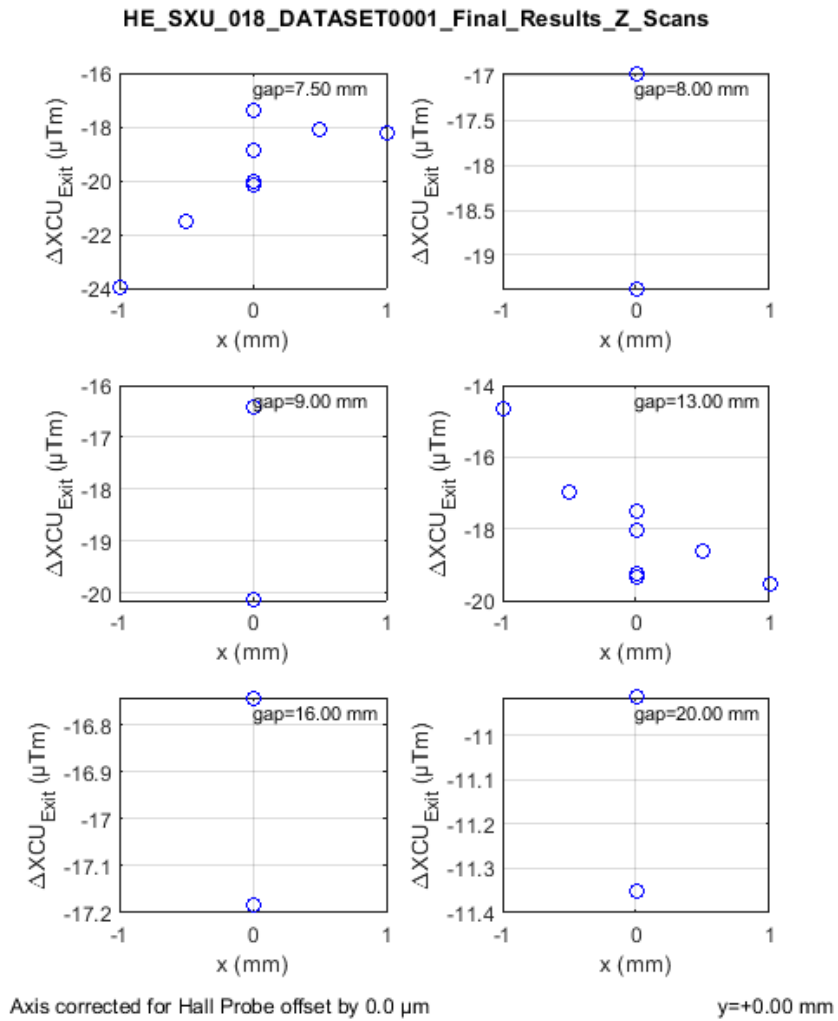 HE_SXU_018_DATASET0001_Final_Results_Z_Scans
gap=7.50 mm
ΔXCU_Exit (µTm)
-16
-18
-20
-22
-24
-1 0 1
x (mm)
gap=8.00 mm
ΔXCU_Exit (µTm)
-17
-17.5
-18
-18.5
-19
-1 0 1
x (mm)
gap=9.00 mm
ΔXCU_Exit (µTm)
-16
-17
-18
-19
-20
-1 0 1
x (mm)
gap=13.00 mm
ΔXCU_Exit (µTm)
-14
-16
-18
-20
-1 0 1
x (mm)
gap=16.00 mm
ΔXCU_Exit (µTm)
-16.8
-16.9
-17
-17.1
-17.2
-1 0 1
x (mm)
gap=20.00 mm
ΔXCU_Exit (µTm)
-11
-11.1
-11.2
-11.3
-11.4
-1 0 1
x (mm)
Axis corrected for Hall Probe offset by 0.0 µm
y=+0.00 mm